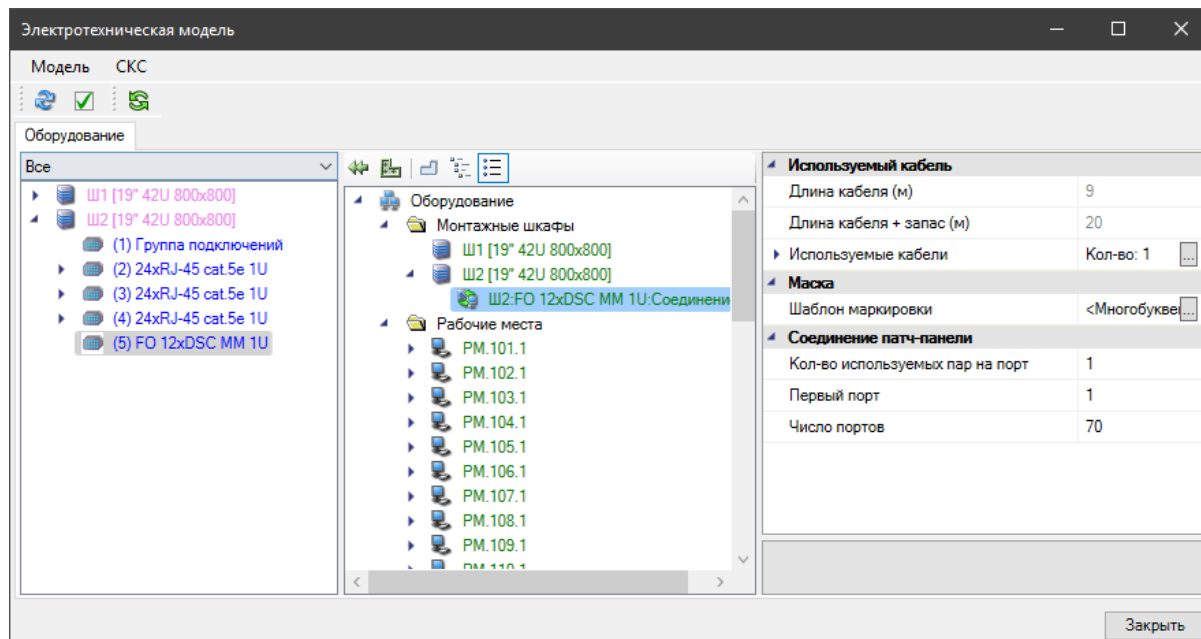 Электротехническая модель
Модель СКС
Оборудование
Все
Ш1 [19" 42U 800x800]
Ш2 [19" 42U 800x800]
(1) Группа подключений
(2) 24xRJ-45 cat.5e 1U
(3) 24xRJ-45 cat.5e 1U
(4) 24xRJ-45 cat.5e 1U
(5) FO 12xDSC MM 1U
Оборудование
Монтажные шкафы
Ш1 [19" 42U 800x800]
Ш2 [19" 42U 800x800]
Ш2:FO 12xDSC MM 1U:Соединени
Рабочие места
РМ.101.1
РМ.102.1
РМ.103.1
РМ.104.1
РМ.105.1
РМ.106.1
РМ.107.1
РМ.108.1
РМ.109.1
РМ.110.1
Используемый кабель
Длина кабеля (м) 9
Длина кабеля + запас (м) 20
Используемые кабели Кол-во: 1 ...
Маска
Шаблон маркировки <Многобукве ...
Соединение патч-панели
Кол-во используемых пар на порт 1
Первый порт 1
Число портов 70
Закрыть